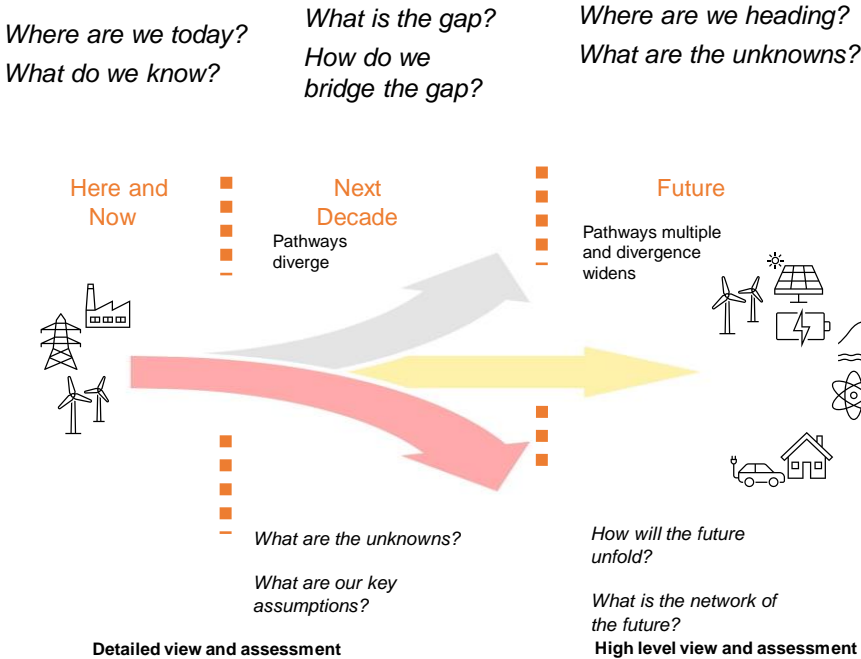 Where are we today?
What do we know?
What is the gap?
How do we
bridge the gap?
Where are we heading?
What are the unknowns?
Here and
Now
Next
Decade
Pathways
diverge
Future
Pathways multiple
and divergence
widens
What are the unknowns?
What are our key
assumptions?
How will the future
unfold?
What is the network of
the future?
Detailed view and assessment
High level view and assessment